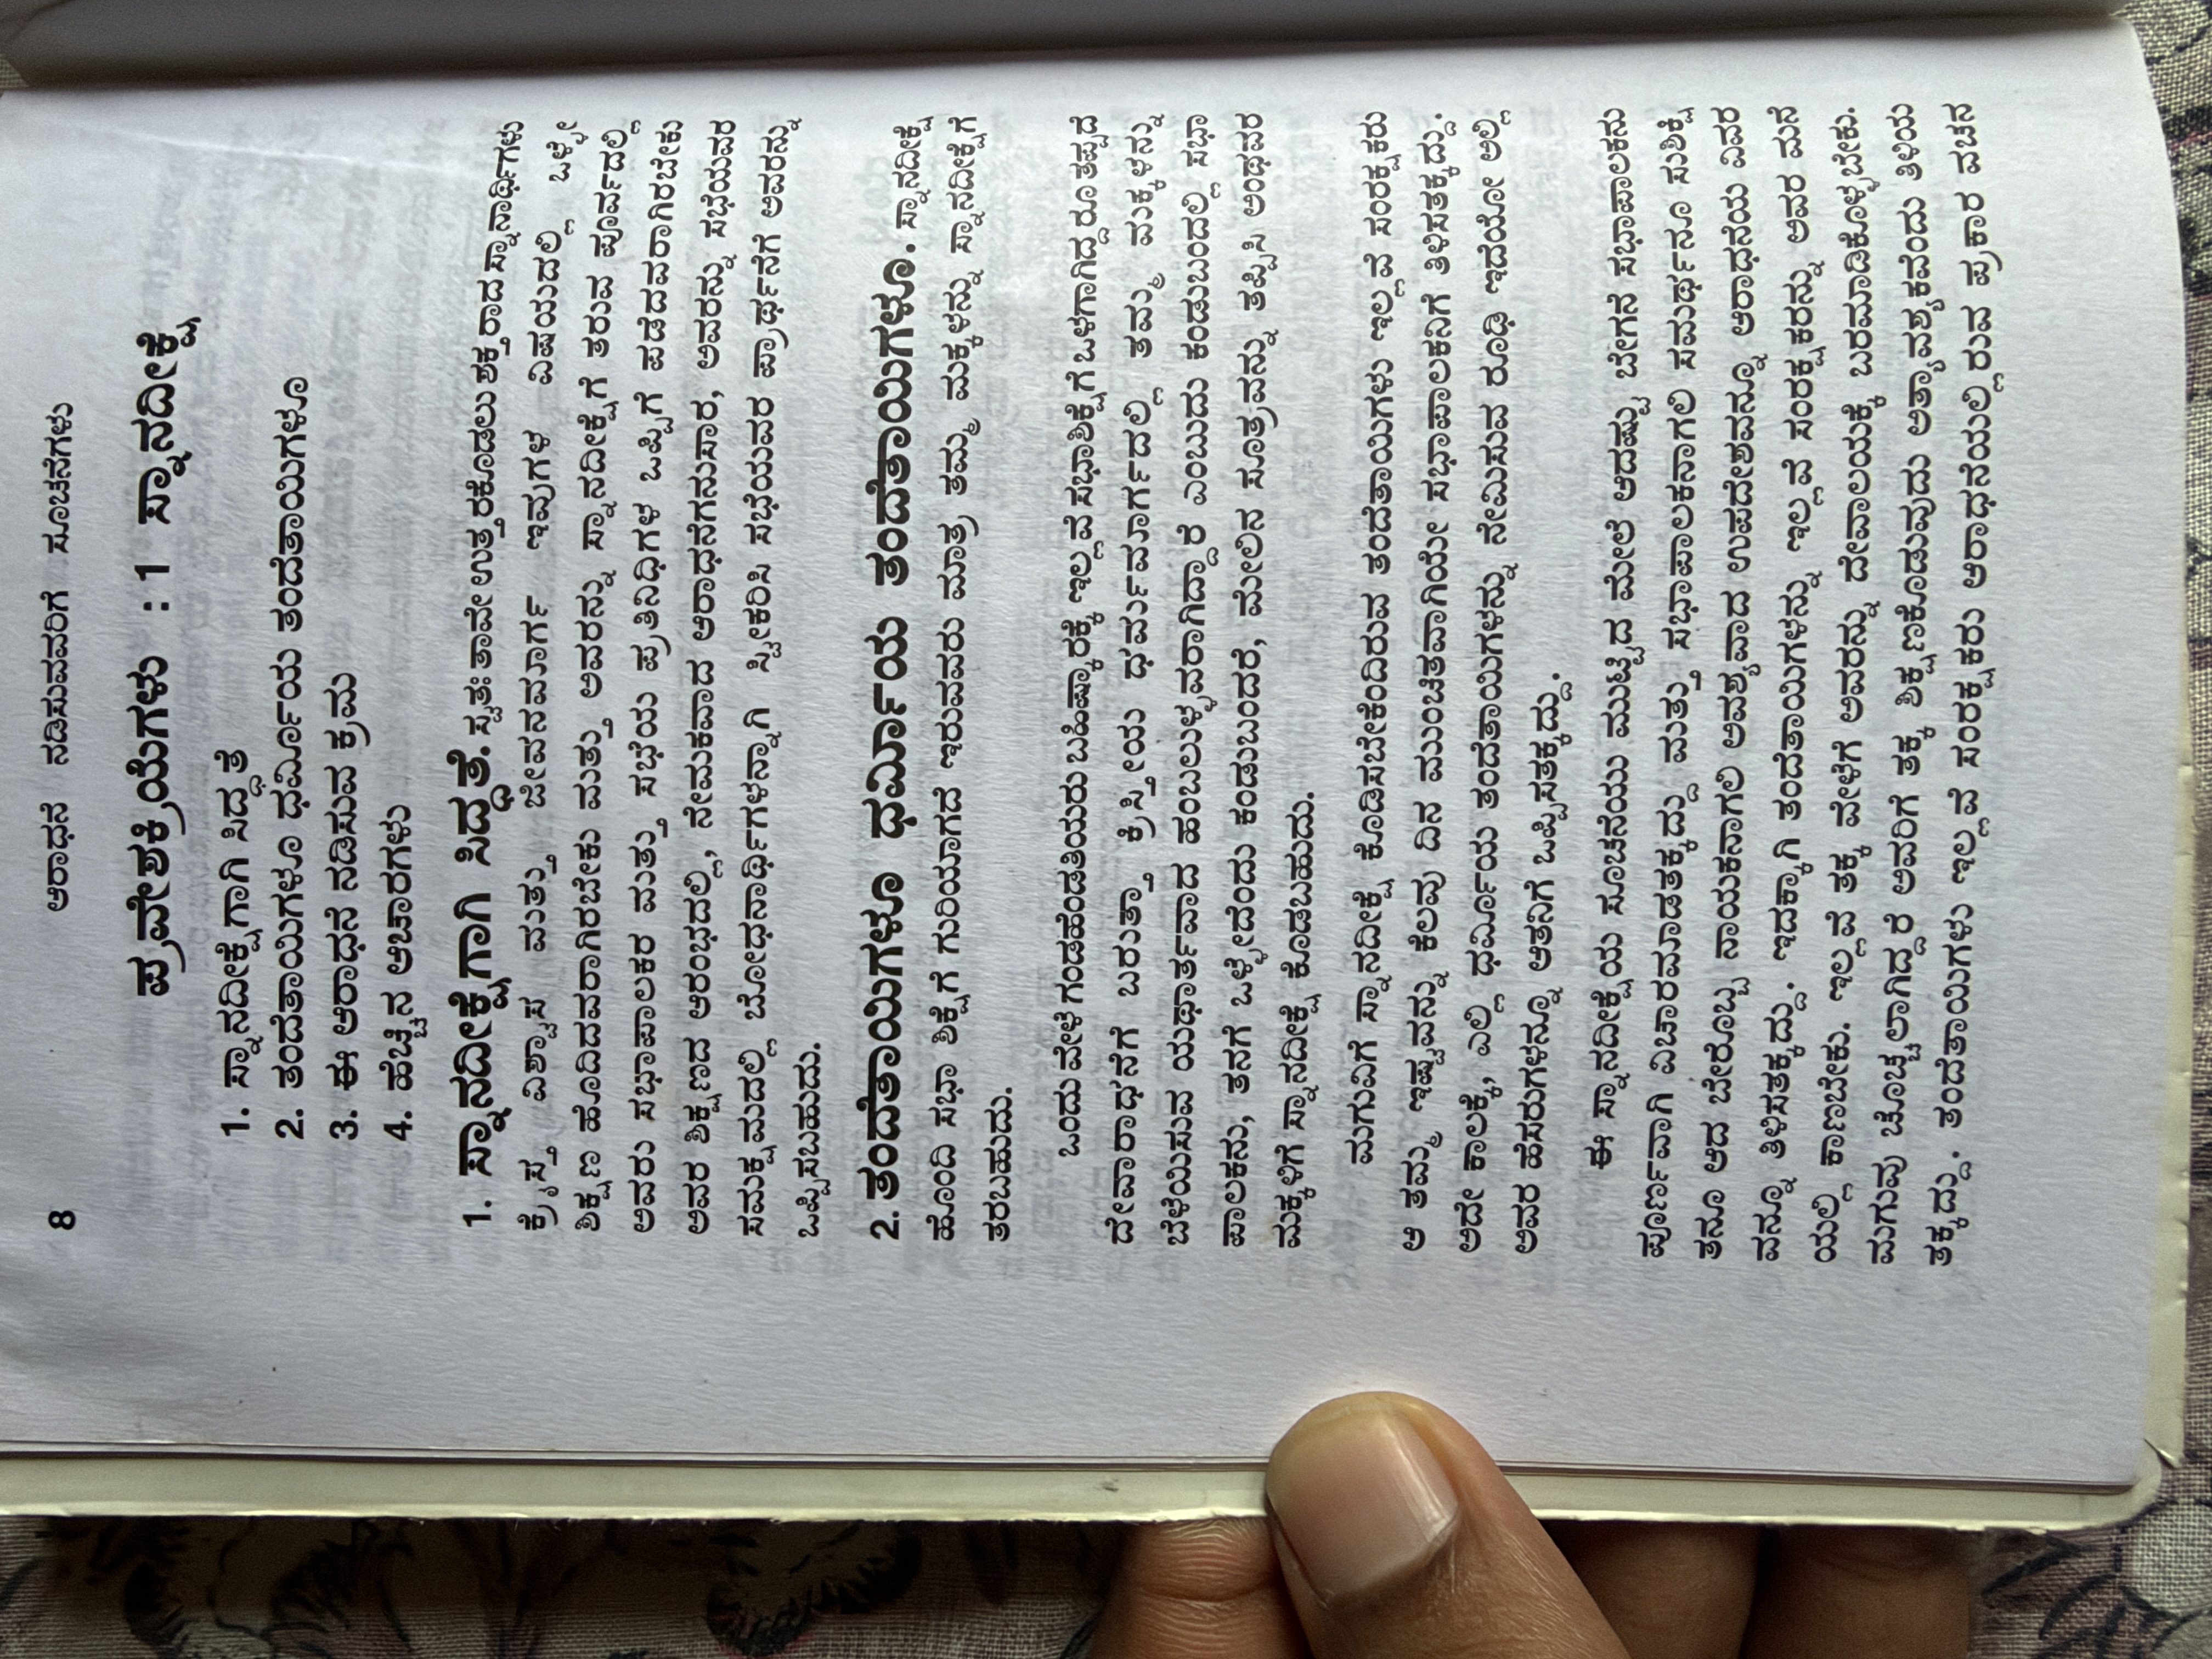 8 ಆರಾಧನೆ ನಡಿಸುವವರಿಗೆ ಸೂಚನೆಗಳು
ಪ್ರವೇಶಕ್ರಿಯೆಗಳು : 1 ಸ್ನಾನದೀಕ್ಷೆ
1. ಸ್ನಾನದೀಕ್ಷೆಗಾಗಿ ಸಿದ್ಧತೆ
2. ತಂದೆತಾಯಿಗಳೂ ಧರ್ಮೀಯ ತಂದೆತಾಯಿಗಳೂ
3. ಈ ಆರಾಧನೆ ನಡಿಸುವ ಕ್ರಮ
4. ಹೆಚ್ಚಿನ ಆಚಾರಗಳು
1. ಸ್ನಾನದೀಕ್ಷೆಗಾಗಿ ಸಿದ್ಧತೆ. ಸ್ವತಃ ತಾವೇ ಉತ್ತರಕೊಡಲು ಶಕ್ತರಾದ ಸ್ನಾನಾರ್ಥಿಗಳು
ಕ್ರೈಸ್ತ ವಿಶ್ವಾಸ ಮತ್ತು ಜೀವನಮಾರ್ಗ ಇವುಗಳ ವಿಷಯದಲ್ಲಿ ಒಳ್ಳೇ
ಶಿಕ್ಷಣ ಹೊದಿದವರಾಗಿರಬೇಕು ಮತ್ತು ಅವರನ್ನು ಸ್ನಾನದೀಕ್ಷೆಗೆ ತರುವ ಪೂರ್ವದಲ್ಲಿ
ಅವರು ಸಭಾಪಾಲಕರ ಮತ್ತು ಸಭೆಯ ಪ್ರತಿನಿಧಿಗಳ ಒಪ್ಪಿಗೆ ಪಡೆದವರಾಗಿರಬೇಕು
ಅವರ ಶಿಕ್ಷಣದ ಆರಂಭದಲ್ಲಿ, ನೇಮಕವಾದ ಆರಾಧನೆಗನುಸಾರ, ಅವರನ್ನು ಸಭೆಯವರ
ಸಮಕ್ಷಮದಲ್ಲಿ ಬೋಧನಾರ್ಥಿಗಳನ್ನಾಗಿ ಸ್ವೀಕರಿಸಿ ಸಭೆಯವರ ಪ್ರಾರ್ಥನೆಗೆ ಅವರನ್ನು
ಒಪ್ಪಿಸಬಹುದು.
2. ತಂದೆತಾಯಿಗಳೂ ಧರ್ಮೀಯ ತಂದೆತಾಯಿಗಳೂ. ಸ್ನಾನದೀಕ್ಷೆ
ಹೊಂದಿ ಸಭಾ ಶಿಕ್ಷೆಗೆ ಗುರಿಯಾಗದೆ ಇರುವವರು ಮಾತ್ರ ತಮ್ಮ ಮಕ್ಕಳನ್ನು ಸ್ನಾನದೀಕ್ಷೆಗೆ
ತರಬಹುದು.
ಒಂದು ವೇಳೆ ಗಂಡಹೆಂಡತಿಯರು ಬಹಿಷ್ಕಾರಕ್ಕೆ ಇಲ್ಲವೆ ಸಭಾಶಿಕ್ಷೆಗೆ ಒಳಗಾಗಿದ್ದರೂ ತಪ್ಪದೆ
ದೇವಾರಾಧನೆಗೆ ಬರುತ್ತಾ ಕ್ರಿಸ್ತೀಯ ಧರ್ಮಮಾರ್ಗದಲ್ಲಿ ತಮ್ಮ ಮಕ್ಕಳನ್ನು
ಬೆಳೆಯಿಸುವ ಯಥಾರ್ತವಾದ ಹಂಬಲುಳ್ಳವರಾಗಿದ್ದಾರೆ ಎಂಬುದು ಕಂಡುಬಂದಲ್ಲಿ ಸಭಾ
ಪಾಲಕನು, ತನಗೆ ಒಳ್ಳೇದೆಂದು ಕಂಡುಬಂದರೆ, ಮೇಲಿನ ಸೂತ್ರವನ್ನು ತಪ್ಪಿಸಿ ಅಂಥವರ
ಮಕ್ಕಳಿಗೆ ಸ್ನಾನದೀಕ್ಷೆ ಕೊಡಬಹುದು.
ಮಗುವಿಗೆ ಸ್ನಾನದೀಕ್ಷೆ ಕೊಡಿಸಬೇಕೆಂದಿರುವ ತಂದೆತಾಯಿಗಳು ಇಲ್ಲವೆ ಸಂರಕ್ಷಕರು
ಆ ತಮ್ಮ ಇಷ್ಟವನ್ನು ಕೆಲವು ದಿನ ಮುಂಚಿತವಾಗಿಯೇ ಸಭಾಪಾಲಕನಿಗೆ ತಿಳಿಸತಕ್ಕದ್ದು.
ಅದೇ ಕಾಲಕ್ಕೆ, ಎಲ್ಲಿ ಧರ್ಮೀಯ ತಂದೆತಾಯಿಗಳನ್ನು ನೇಮಿಸುವ ರೂಢಿ ಇದೆಯೋ ಅಲ್ಲಿ
ಅವರ ಹೆಸರುಗಳನ್ನೂ ಆತನಿಗೆ ಒಪ್ಪಿಸತಕ್ಕದ್ದು.
ಈ ಸ್ನಾನದೀಕ್ಷೆಯ ಸೂಚನೆಯು ಮುಟ್ಟಿದ ಮೇಲೆ ಆದಷ್ಟು ಬೇಗನೆ ಸಭಾಪಾಲಕನು
ಪೂರ್ಣವಾಗಿ ವಿಚಾರಮಾಡತಕ್ಕದ್ದು ಮತ್ತು ಸಭಾಪಾಲಕನಾಗಲಿ ಸಮರ್ಥನೂ ಸುಶಿಕ್ಷಿ
ತನೂ ಆದ ಬೇರೊಬ್ಬ ನಾಯಕನಾಗಲಿ ಅವಶ್ಯವಾದ ಉಪದೇಶವನ್ನೂ ಆರಾಧನೆಯ ವಿವರ
ವನ್ನೂ ತಿಳಿಸತಕ್ಕದ್ದು. ಇದಕ್ಕಾಗಿ ತಂದೆತಾಯಿಗಳನ್ನು ಇಲ್ಲವೆ ಸಂರಕ್ಷಕರನ್ನು ಅವರ ಮನೆ
ಯಲ್ಲಿ ಕಾಣಬೇಕು. ಇಲ್ಲವೆ ತಕ್ಕ ವೇಳೆಗೆ ಅವರನ್ನು ದೇವಾಲಯಕ್ಕೆ ಬರಮಾಡಿಕೊಳ್ಳಬೇಕು.
ಮಗುವು ಚೊಚ್ಚಲಾಗಿದ್ದರೆ ಅವರಿಗೆ ತಕ್ಕ ಶಿಕ್ಷಣಕೊಡುವುದು ಅತ್ಯಾವಶ್ಯಕವೆಂದು ತಿಳಿಯ
ತಕ್ಕದ್ದು. ತಂದೆತಾಯಿಗಳು ಇಲ್ಲವೆ ಸಂರಕ್ಷಕರು ಆರಾಧನೆಯಲ್ಲಿರುವ ಪ್ರಕಾರ ವಚನ